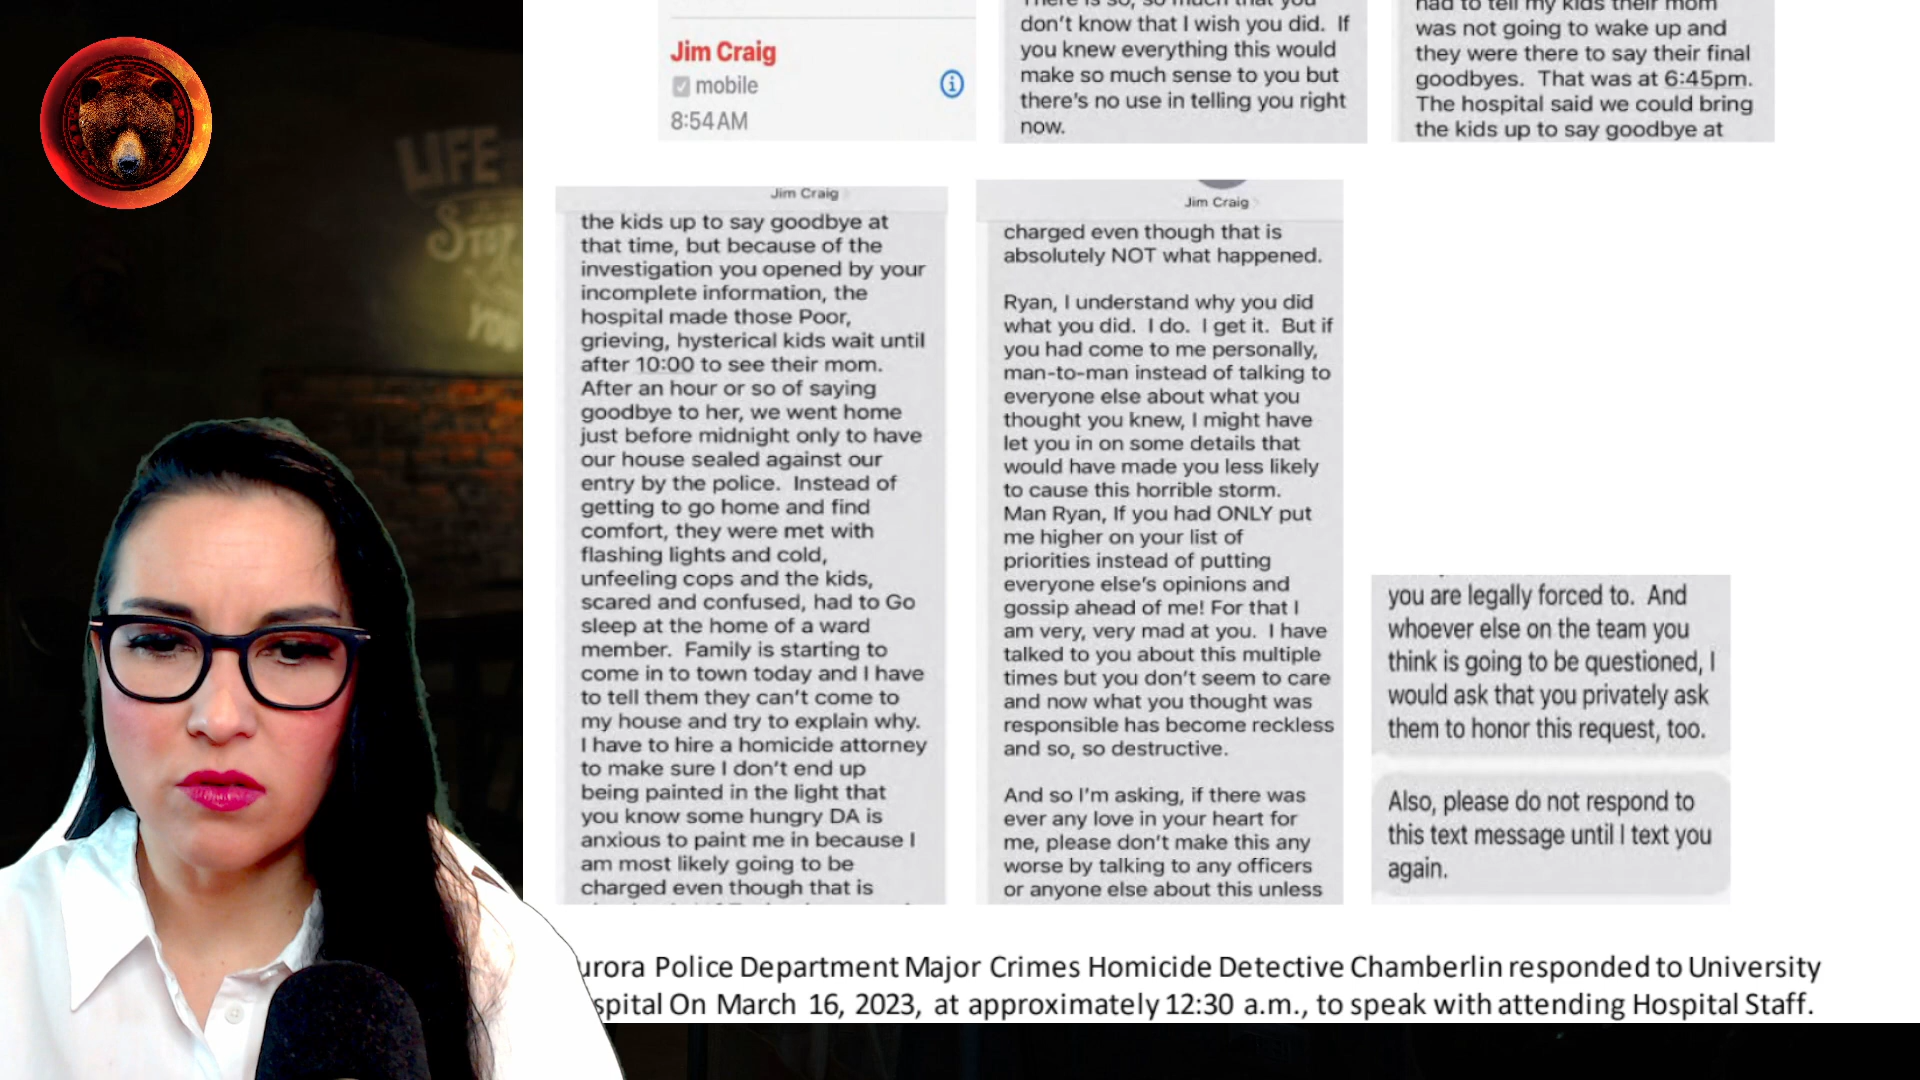 LIFE
Jim Craig
mobile
8:54 AM
There is so, so much that you
don't know that I wish you did. If
you knew everything this would
make so much sense to you but
there's no use in telling you right
now.
had to tell my kids their mom
was not going to wake up and
they were there to say their final
goodbyes. That was at 6:45pm.
The hospital said we could bring
the kids up to say goodbye at
Jim Craig
the kids up to say goodbye at
that time, but because of the
investigation you opened by your
incomplete information, the
hospital made those Poor,
grieving, hysterical kids wait until
after 10:00 to see their mom.
After an hour or so of saying
goodbye to her, we went home
just before midnight only to have
our house sealed against our
entry by the police. Instead of
getting to go home and find
comfort, they were met with
flashing lights and cold,
unfeeling cops and the kids,
scared and confused, had to Go
sleep at the home of a ward
member. Family is starting to
come in to town today and I have
to tell them they can't come to
my house and try to explain why.
I have to hire a homicide attorney
to make sure I don't end up
being painted in the light that
you know some hungry DA is
anxious to paint me in because I
am most likely going to be
charged even though that is
Jim Craig
charged even though that is
absolutely NOT what happened.
Ryan, I understand why you did
what you did. I do. I get it. But if
you had come to me personally,
man-to-man instead of talking to
everyone else about what you
thought you knew, I might have
let you in on some details that
would have made you less likely
to cause this horrible storm.
Man Ryan, If you had ONLY put
me higher on your list of
priorities instead of putting
everyone else's opinions and
gossip ahead of me! For that I
am very, very mad at you. I have
talked to you about this multiple
times but you don't seem to care
and now what you thought was
responsible has become reckless
and so, so destructive.
And so I'm asking, if there was
ever any love in your heart for
me, please don't make this any
worse by talking to any officers
or anyone else about this unless
you are legally forced to. And
whoever else on the team you
think is going to be questioned, I
would ask that you privately ask
them to honor this request, too.
Also, please do not respond to
this text message until I text you
again.
urora Police Department Major Crimes Homicide Detective Chamberlin responded to University
spital On March 16, 2023, at approximately 12:30 a.m., to speak with attending Hospital Staff.